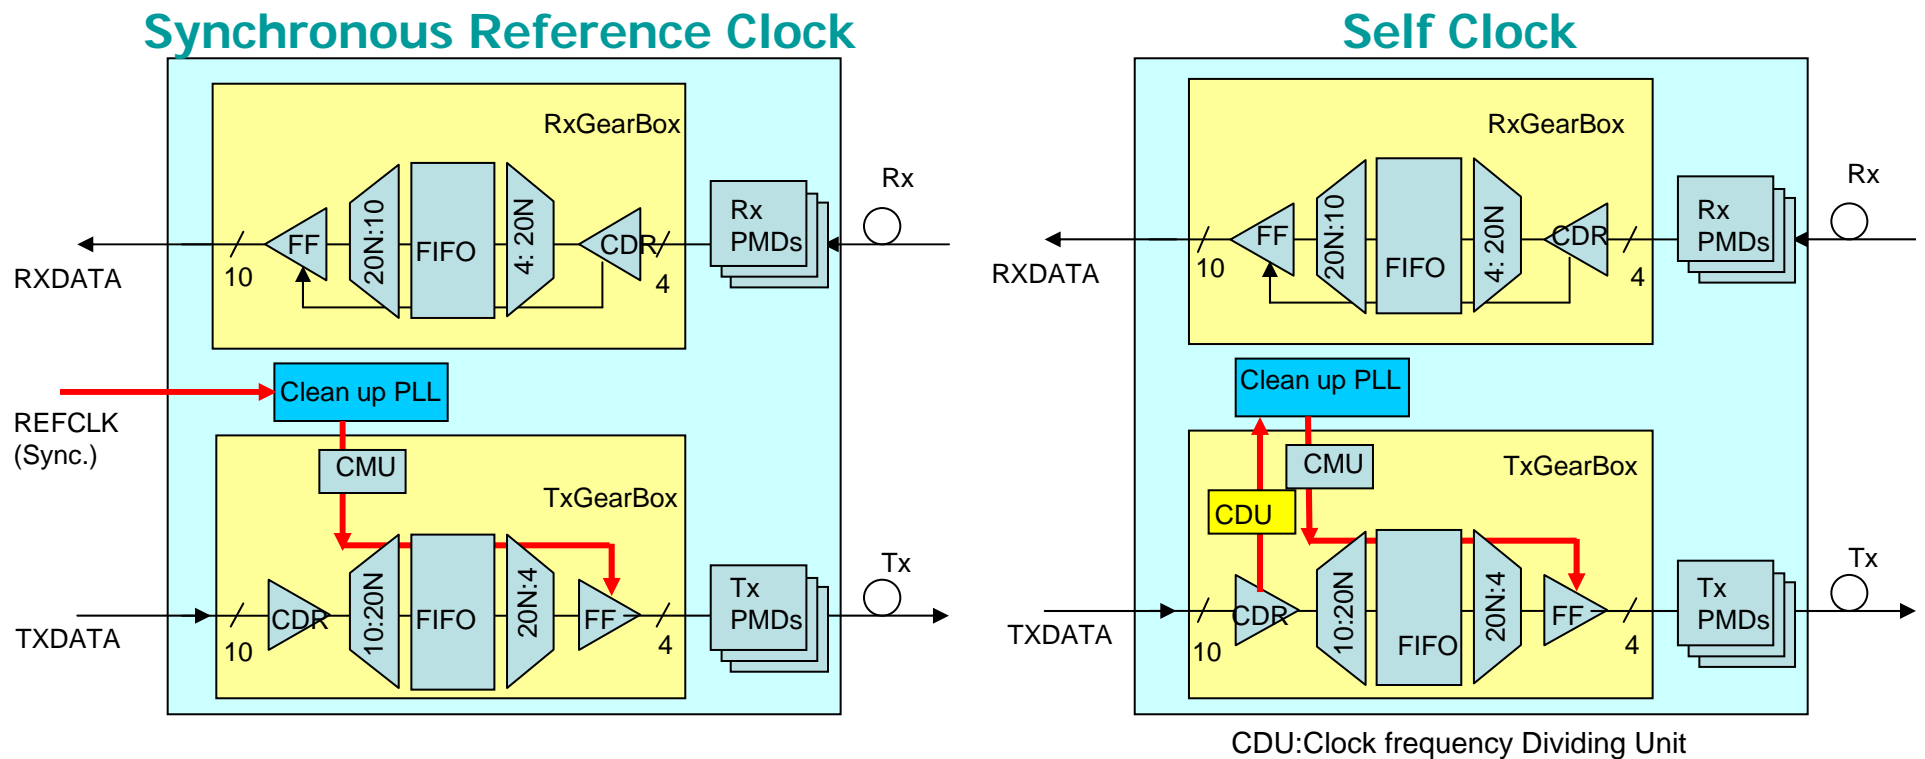 Synchronous Reference Clock
RxGearBox
Rx
FF
20N:10
FIFO
4: 20N
CDR
Rx
PMDs
10
4
RXDATA
Clean up PLL
REFCLK
(Sync.)
CMU
TxGearBox
Tx
CDR
10:20N
FIFO
20N:4
FF
Tx
PMDs
10
4
TXDATA
Self Clock
RxGearBox
Rx
FF
20N:10
FIFO
4: 20N
CDR
Rx
PMDs
10
4
RXDATA
Clean up PLL
CMU
TxGearBox
CDU
Tx
CDR
10:20N
FIFO
20N:4
FF
Tx
PMDs
10
4
TXDATA
CDU:Clock frequency Dividing Unit